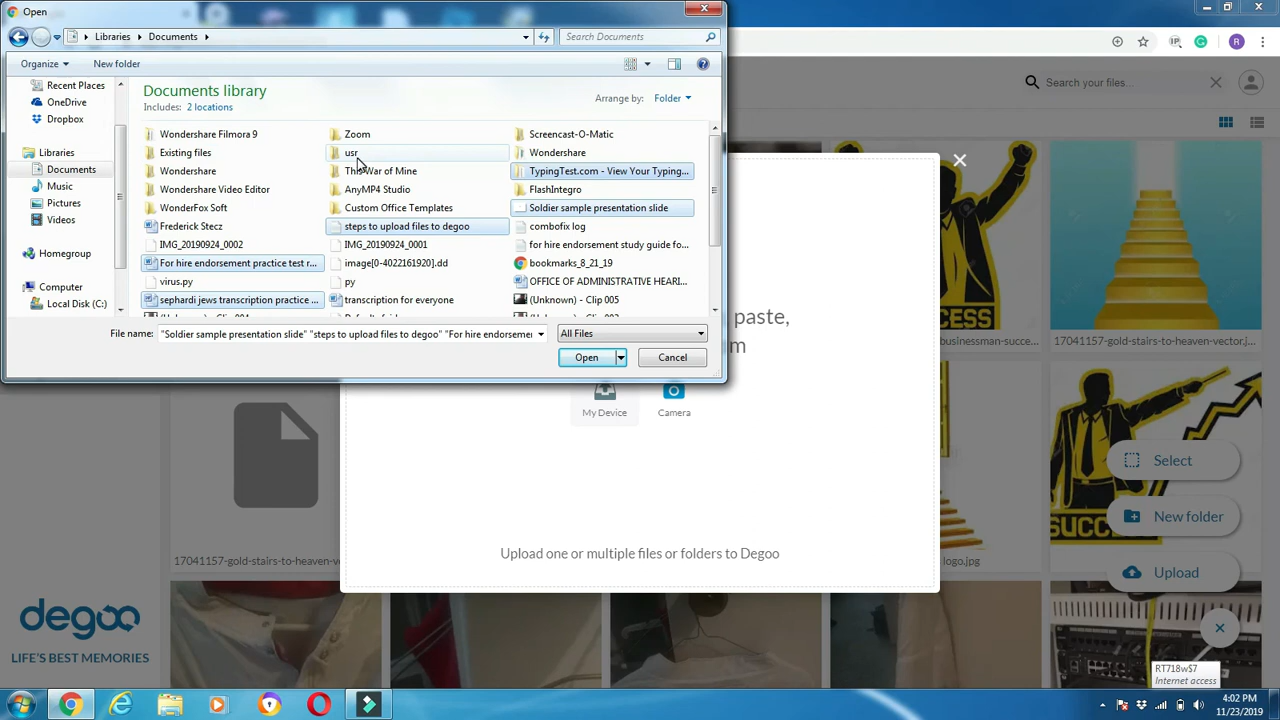 Open
Libraries
Documents
Search Documents
Organize
New folder
Recent Places
OneDrive
Dropbox
Libraries
Documents
Music
Pictures
Videos
Homegroup
Computer
Local Disk (C:)
Documents library
Includes: 2 locations
Arrange by: Folder
Wondershare Filmora 9
Existing files
Wondershare
Wondershare Video Editor
WonderFox Soft
Frederick Stecz
IMG_20190924_0002
For hire endorsement practice test r...
virus.py
sephardi jews transcription practice ...
Zoom
usr
This War of Mine
AnyMP4 Studio
Custom Office Templates
steps to upload files to degoo
IMG_20190924_0001
image[0-4022161920].dd
py
transcription for everyone
Screencast-O-Matic
Wondershare
TypingTest.com - View Your Typing...
FlashIntegro
Soldier sample presentation slide
combofix log
for hire endorsement study guide fo...
bookmarks_8_21_19
OFFICE OF ADMINISTRATIVE HEARI...
(Unknown) - Clip 005
File name:
"Soldier sample presentation slide" "steps to upload files to degoo" "For hire endorsemer
All Files
Open
Cancel
R
Search your files...
paste,
m
My Device
Camera
Upload one or multiple files or folders to Degoo
businessman-succe...
17041157-gold-stairs-to-heaven-vector.j...
17041157-gold-stairs-to-heaven-v
logo.jpg
SUCCESS
Select
New folder
Upload
degoo
LIFE'S BEST MEMORIES
RT718w$7
Internet access
4:02 PM
11/23/2019